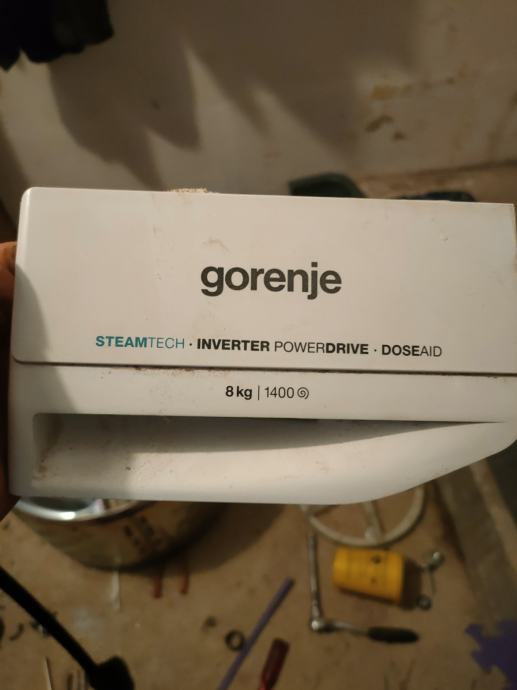 gorenje
STEAMTECH · INVERTER POWERDRIVE · DOSEAID
8kg | 1400